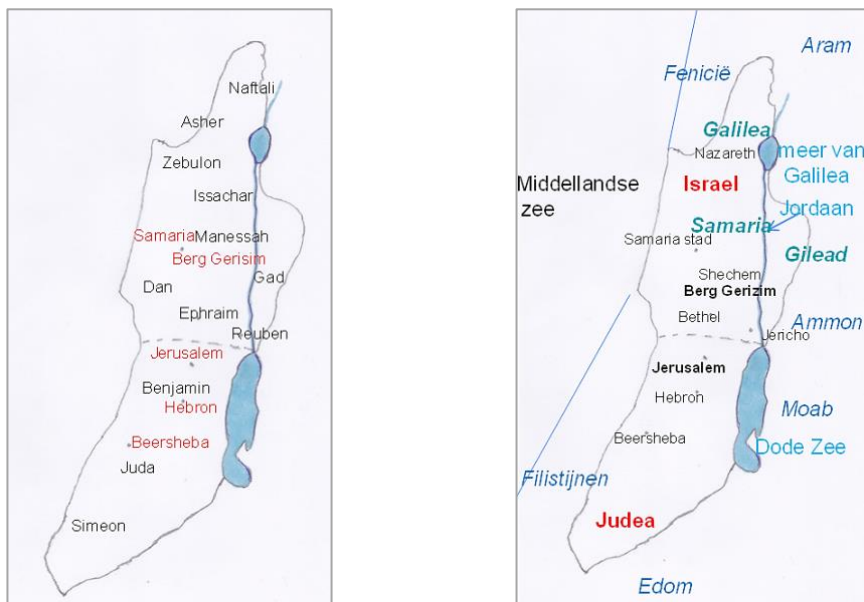 Naftali
Asher
Zebulon
Issachar
Samaria Manessah
Berg Gerisim
Gad
Dan
Ephraim
Reuben
Jerusalem
Benjamin
Hebron
Beersheba
Juda
Simeon
Aram
Fenicië
Galilea
Nazareth
meer van
Galilea
Middellandse
zee
Israel
Jordaan
Samaria
Samaria stad
Gilead
Shechem
Berg Gerizim
Bethel
Ammon
Jericho
Jerusalem
Hebron
Moab
Beersheba
Dode Zee
Filistijnen
Judea
Edom